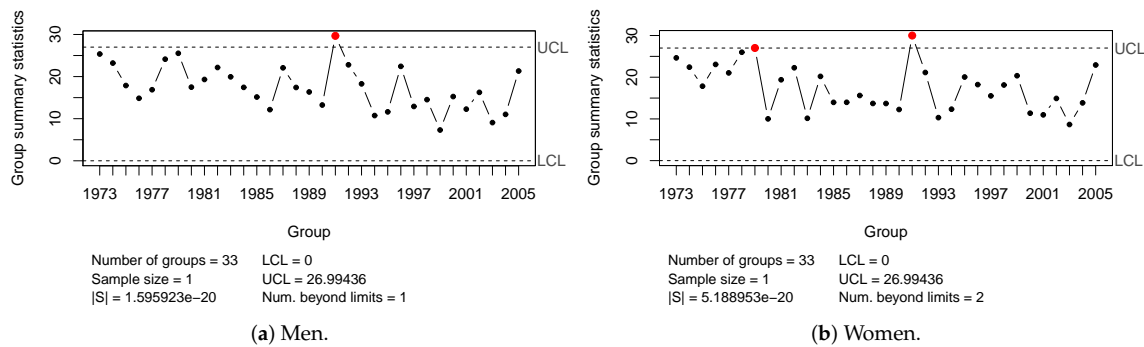 Group summary statistics
30
20
10
0
UCL
LCL
1973 1977 1981 1985 1989 1993 1997 2001 2005
Group
Number of groups = 33 LCL = 0
Sample size = 1 UCL = 26.99436
|S| = 1.595923e-20 Num. beyond limits = 1
(a) Men.
Group summary statistics
30
20
10
0
UCL
LCL
1973 1977 1981 1985 1989 1993 1997 2001 2005
Group
Number of groups = 33 LCL = 0
Sample size = 1 UCL = 26.99436
|S| = 5.188953e-20 Num. beyond limits = 2
(b) Women.